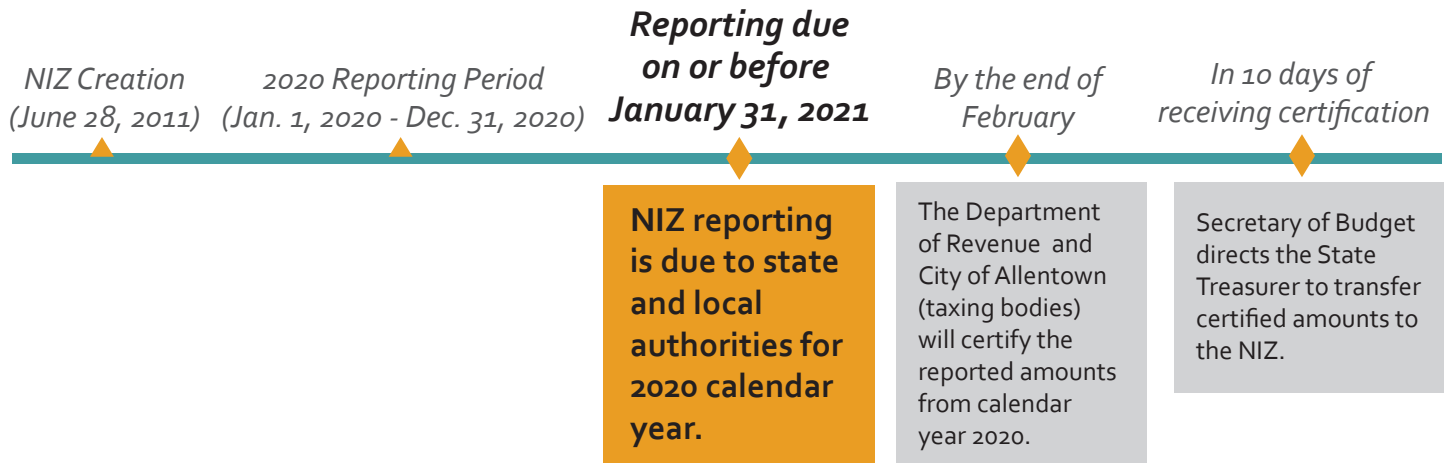 NIZ Creation
(June 28, 2011)
2020 Reporting Period
(Jan. 1, 2020 - Dec. 31, 2020)
Reporting due
on or before
January 31, 2021
By the end of
February
In 10 days of
receiving certification
NIZ reporting
is due to state
and local
authorities for
2020 calendar
year.
The Department
of Revenue and
City of Allentown
(taxing bodies)
will certify the
reported amounts
from calendar
year 2020.
Secretary of Budget
directs the State
Treasurer to transfer
certified amounts to
the NIZ.